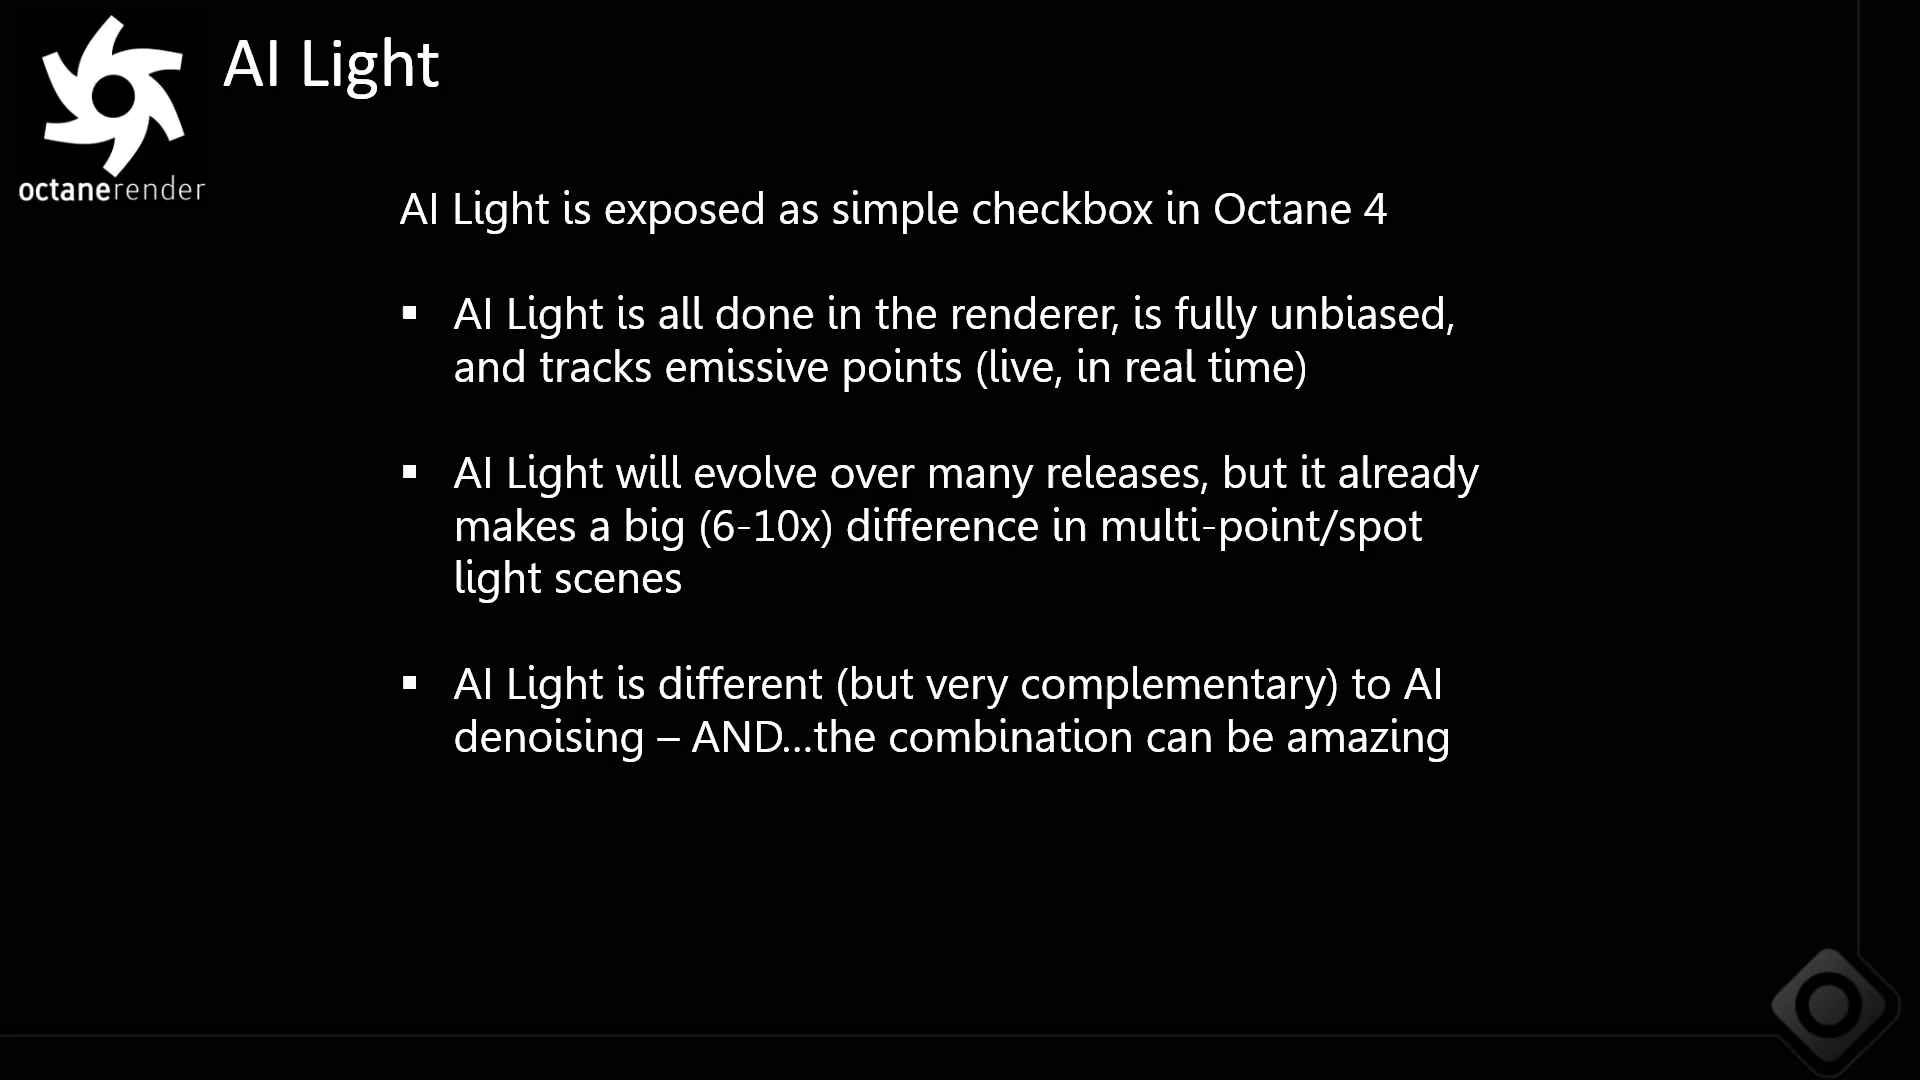 AI Light
octanerender
AI Light is exposed as simple checkbox in Octane 4
▪ AI Light is all done in the renderer, is fully unbiased,
and tracks emissive points (live, in real time)
▪ AI Light will evolve over many releases, but it already
makes a big (6-10x) difference in multi-point/spot
light scenes
▪ AI Light is different (but very complementary) to AI
denoising – AND...the combination can be amazing